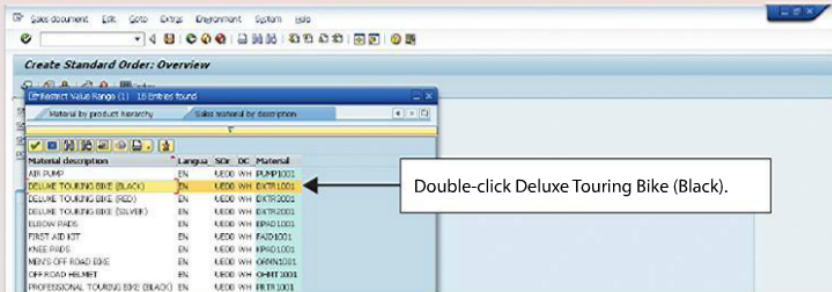 Sales document Edit Goto Extras Environment System Help
Create Standard Order: Overview
Restrict Value Range (1) 16 Entries found
Material by product hierarchy Sales material by description
Material description Langua SOr DC Material
AIR PUMP EN UE00 WH PUMP1001
DELUXE TOURING BIKE (BLACK) EN UE00 WH DXTR1001
Double-click Deluxe Touring Bike (Black).
DELUXE TOURING BIKE (RED) EN UE00 WH DXTR3001
DELUXE TOURING BIKE (SILVER) EN UE00 WH DXTR2001
ELBOW PADS EN UE00 WH EPAD1001
FIRST AID KIT EN UE00 WH FAID1001
KNEE PADS EN UE00 WH KPAD1001
MEN'S OFF ROAD BIKE EN UE00 WH ORMN1001
OFF ROAD HELMET EN UE00 WH OHMT1001
PROFESSIONAL TOURING BIKE (BLACK) EN UE00 WH PRTR1001